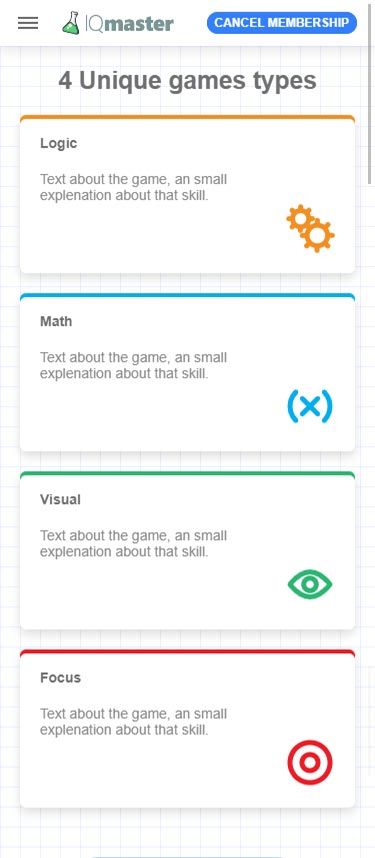 IQmaster
CANCEL MEMBERSHIP
4 Unique games types
Logic
Text about the game, an small
explenation about that skill.
Math
Text about the game, an small
explenation about that skill.
(x)
Visual
Text about the game, an small
explenation about that skill.
Focus
Text about the game, an small
explenation about that skill.